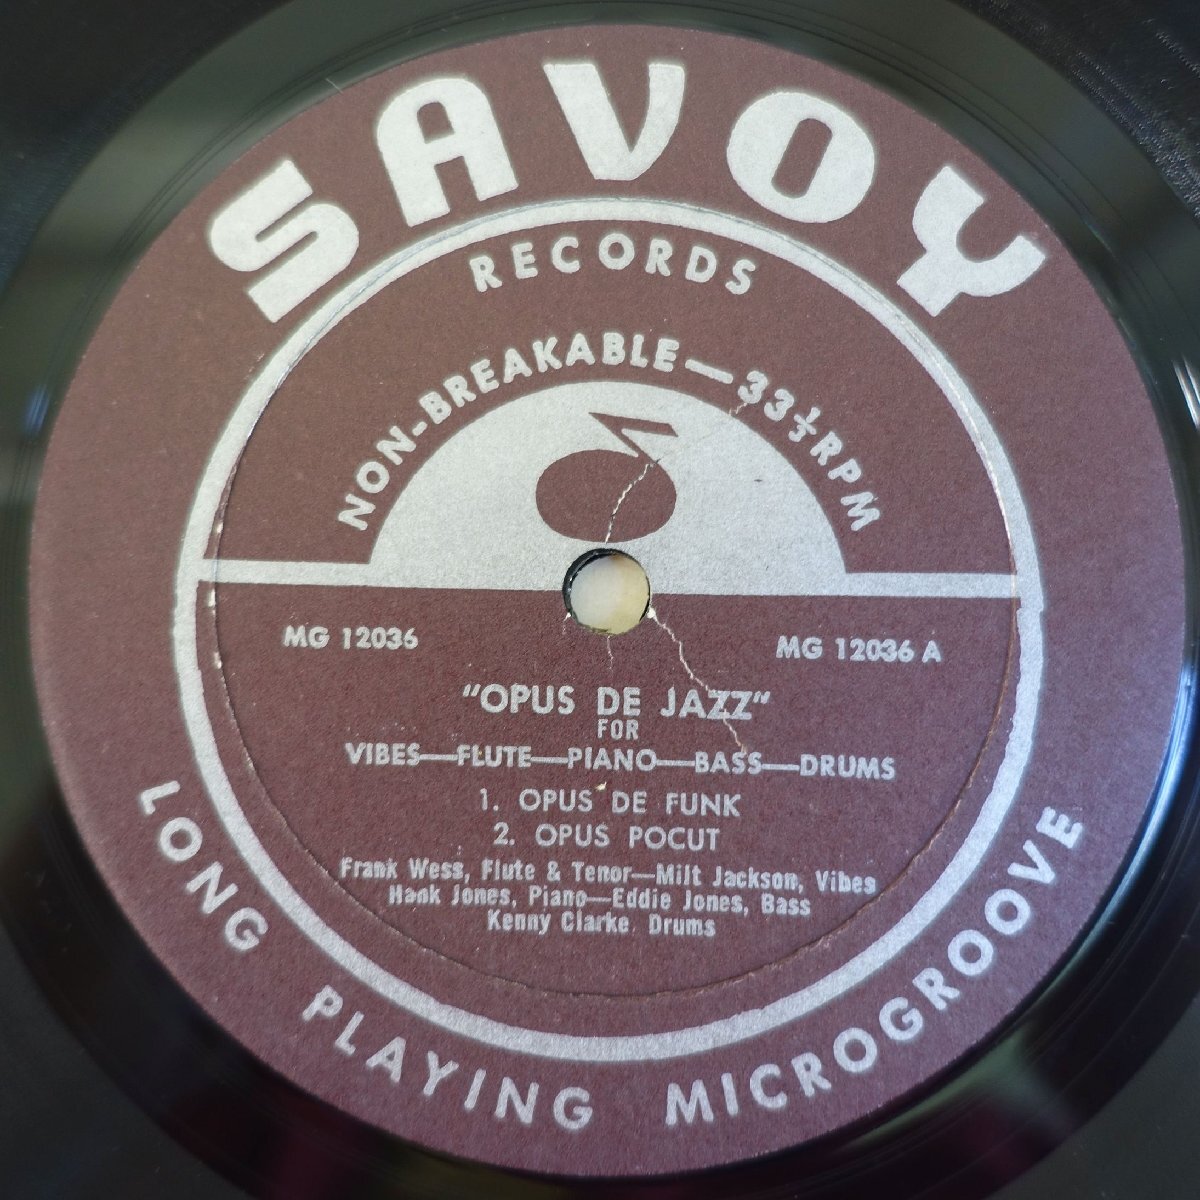 SAVOY
RECORDS
NON-BREAKABLE—33⅓RPM
MG 12036
MG 12036 A
"OPUS DE JAZZ"
FOR
VIBES—FLUTE—PIANO—BASS—DRUMS
1. OPUS DE FUNK
2. OPUS POCUT
Frank Wess, Flute & Tenor—Milt Jackson, Vibes
Hank Jones, Piano—Eddie Jones, Bass
Kenny Clarke, Drums
LONG PLAYING MICROGROOVE